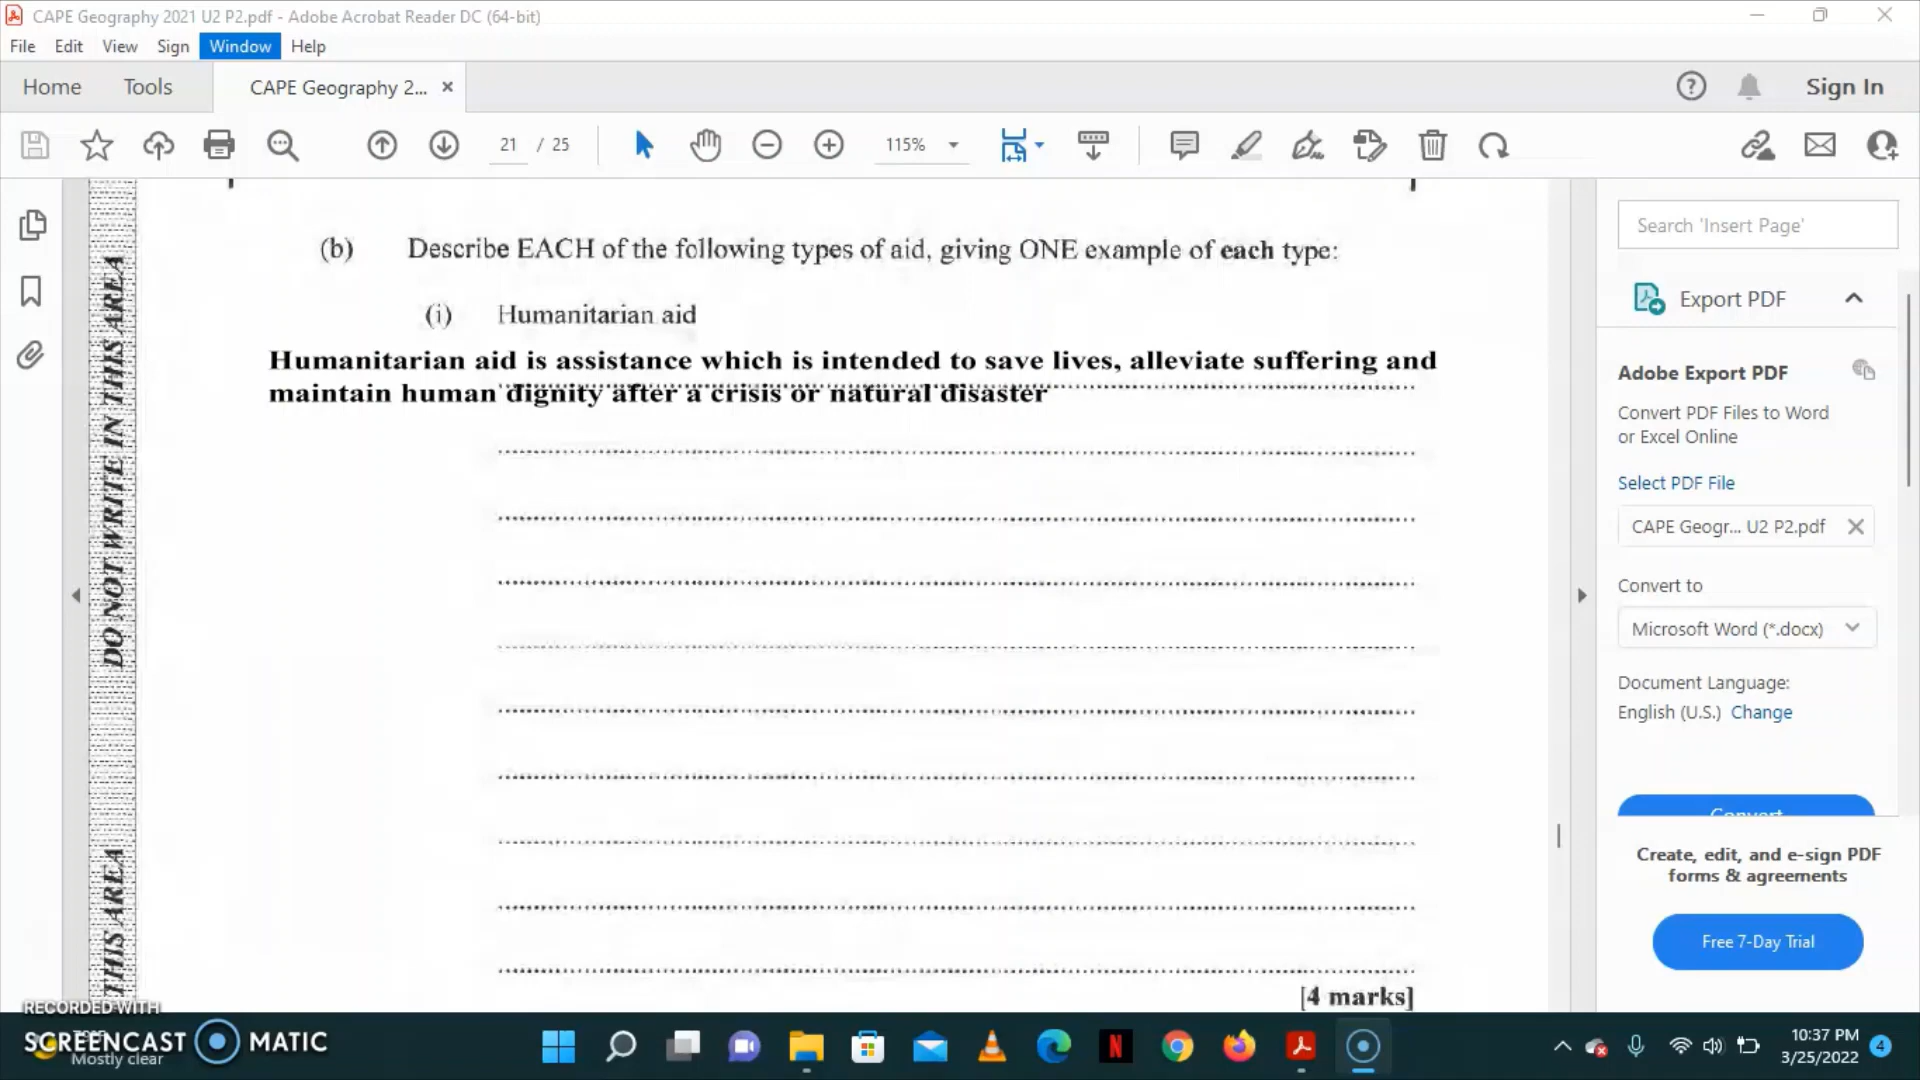 CAPE Geography 2021 U2 P2.pdf - Adobe Acrobat Reader DC (64-bit)
File Edit View Sign Window Help
Home Tools CAPE Geography 2... × Sign In
21 / 25 115%
(b) Describe EACH of the following types of aid, giving ONE example of each type:
(i) Humanitarian aid
Humanitarian aid is assistance which is intended to save lives, alleviate suffering and
maintain human dignity after a crisis or natural disaster
[4 marks]
DO NOT WRITE IN THIS AREA
THIS AREA
Search 'Insert Page'
Export PDF
Adobe Export PDF
Convert PDF Files to Word
or Excel Online
Select PDF File
CAPE Geogr... U2 P2.pdf
Convert to
Microsoft Word (*.docx)
Document Language:
English (U.S.) Change
Convert
Create, edit, and e-sign PDF
forms & agreements
Free 7-Day Trial
RECORDED WITH
SCREENCAST MATIC
Mostly clear
10:37 PM
3/25/2022 4